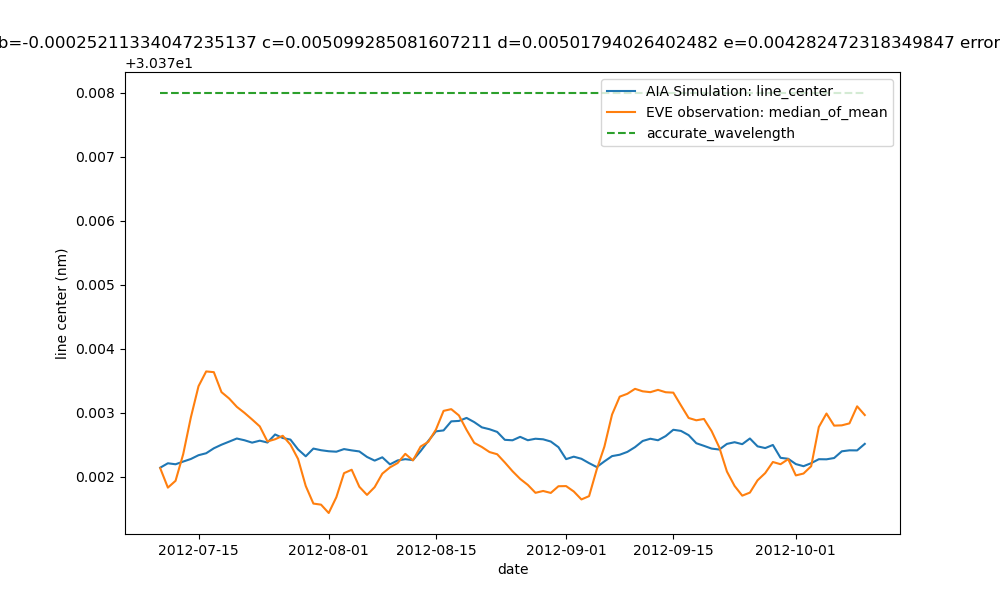 b=-0.00025211334047235137 c=0.005099285081607211 d=0.00501794026402482 e=0.004282472318349847 error
+3.037e1
0.008
0.007
0.006
0.005
0.004
0.003
0.002
line center (nm)
AIA Simulation: line_center
EVE observation: median_of_mean
accurate_wavelength
2012-07-15
2012-08-01
2012-08-15
2012-09-01
2012-09-15
2012-10-01
date